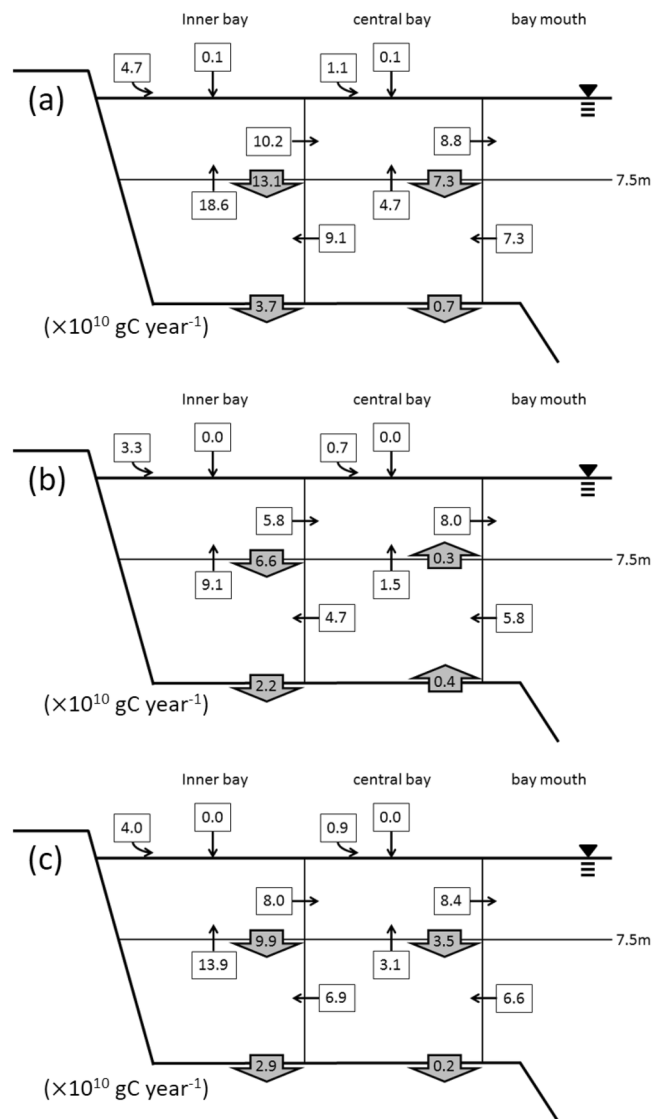 Inner bay central bay bay mouth
4.7 0.1 1.1 0.1
(a)
10.2 8.8
13.1 7.3 7.5m
18.6 4.7
9.1 7.3
3.7 0.7
(×10¹⁰ gC year⁻¹)
Inner bay central bay bay mouth
3.3 0.0 0.7 0.0
(b)
5.8 8.0
6.6 0.3 7.5m
9.1 1.5
4.7 5.8
2.2 0.4
(×10¹⁰ gC year⁻¹)
Inner bay central bay bay mouth
4.0 0.0 0.9 0.0
(c)
8.0 8.4
9.9 3.5 7.5m
13.9 3.1
6.9 6.6
2.9 0.2
(×10¹⁰ gC year⁻¹)